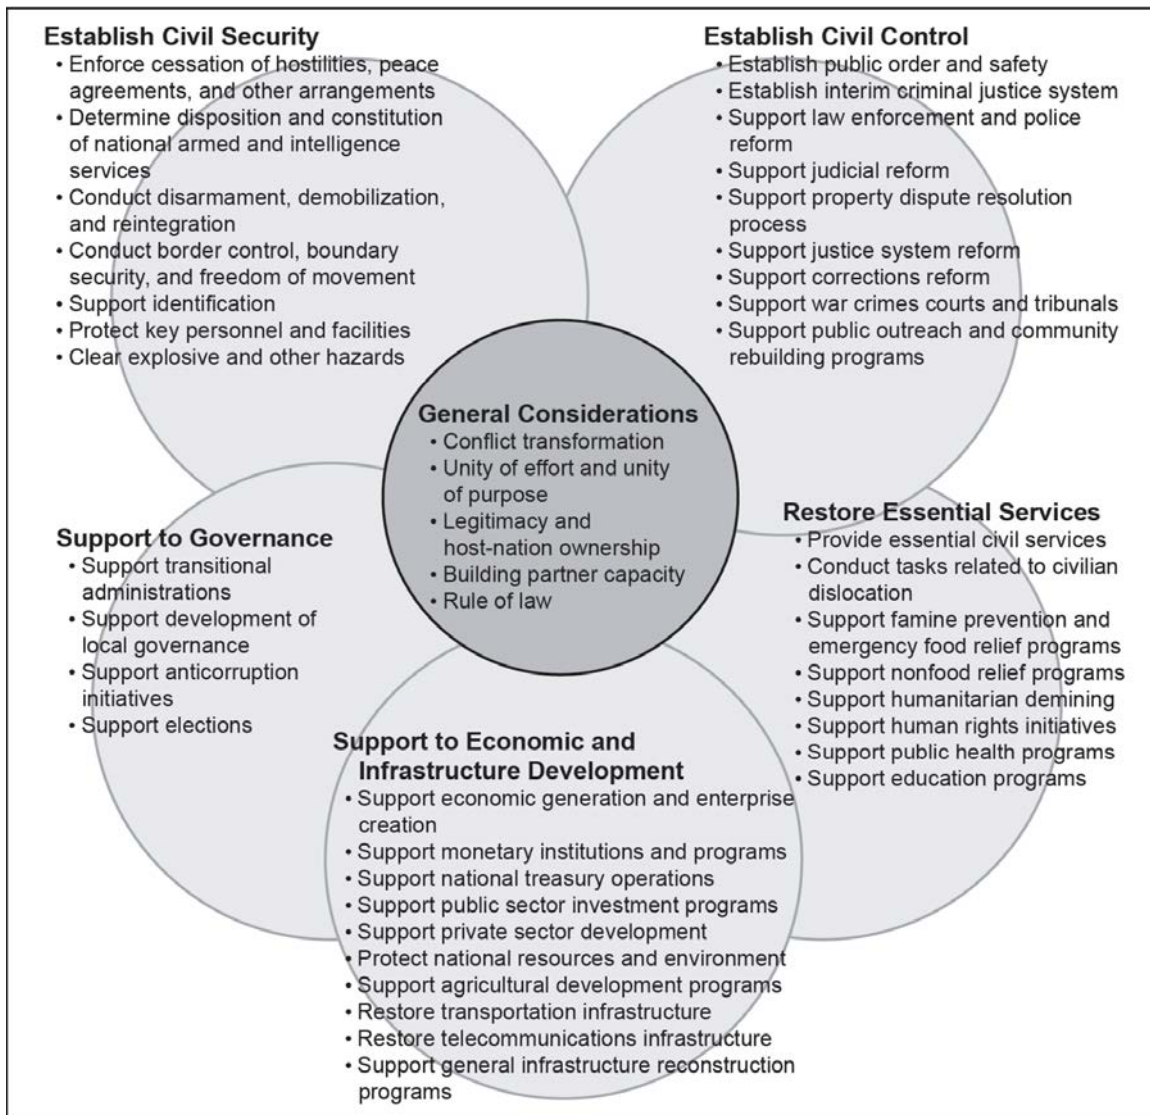 Establish Civil Security
• Enforce cessation of hostilities, peace
agreements, and other arrangements
• Determine disposition and constitution
of national armed and intelligence
services
• Conduct disarmament, demobilization,
and reintegration
• Conduct border control, boundary
security, and freedom of movement
• Support identification
• Protect key personnel and facilities
• Clear explosive and other hazards
Establish Civil Control
• Establish public order and safety
• Establish interim criminal justice system
• Support law enforcement and police
reform
• Support judicial reform
• Support property dispute resolution
process
• Support justice system reform
• Support corrections reform
• Support war crimes courts and tribunals
• Support public outreach and community
rebuilding programs
General Considerations
• Conflict transformation
• Unity of effort and unity
of purpose
• Legitimacy and
host-nation ownership
• Building partner capacity
• Rule of law
Support to Governance
• Support transitional
administrations
• Support development of
local governance
• Support anticorruption
initiatives
• Support elections
Restore Essential Services
• Provide essential civil services
• Conduct tasks related to civilian
dislocation
• Support famine prevention and
emergency food relief programs
• Support nonfood relief programs
• Support humanitarian demining
• Support human rights initiatives
• Support public health programs
• Support education programs
Support to Economic and
Infrastructure Development
• Support economic generation and enterprise
creation
• Support monetary institutions and programs
• Support national treasury operations
• Support public sector investment programs
• Support private sector development
• Protect national resources and environment
• Support agricultural development programs
• Restore transportation infrastructure
• Restore telecommunications infrastructure
• Support general infrastructure reconstruction
programs